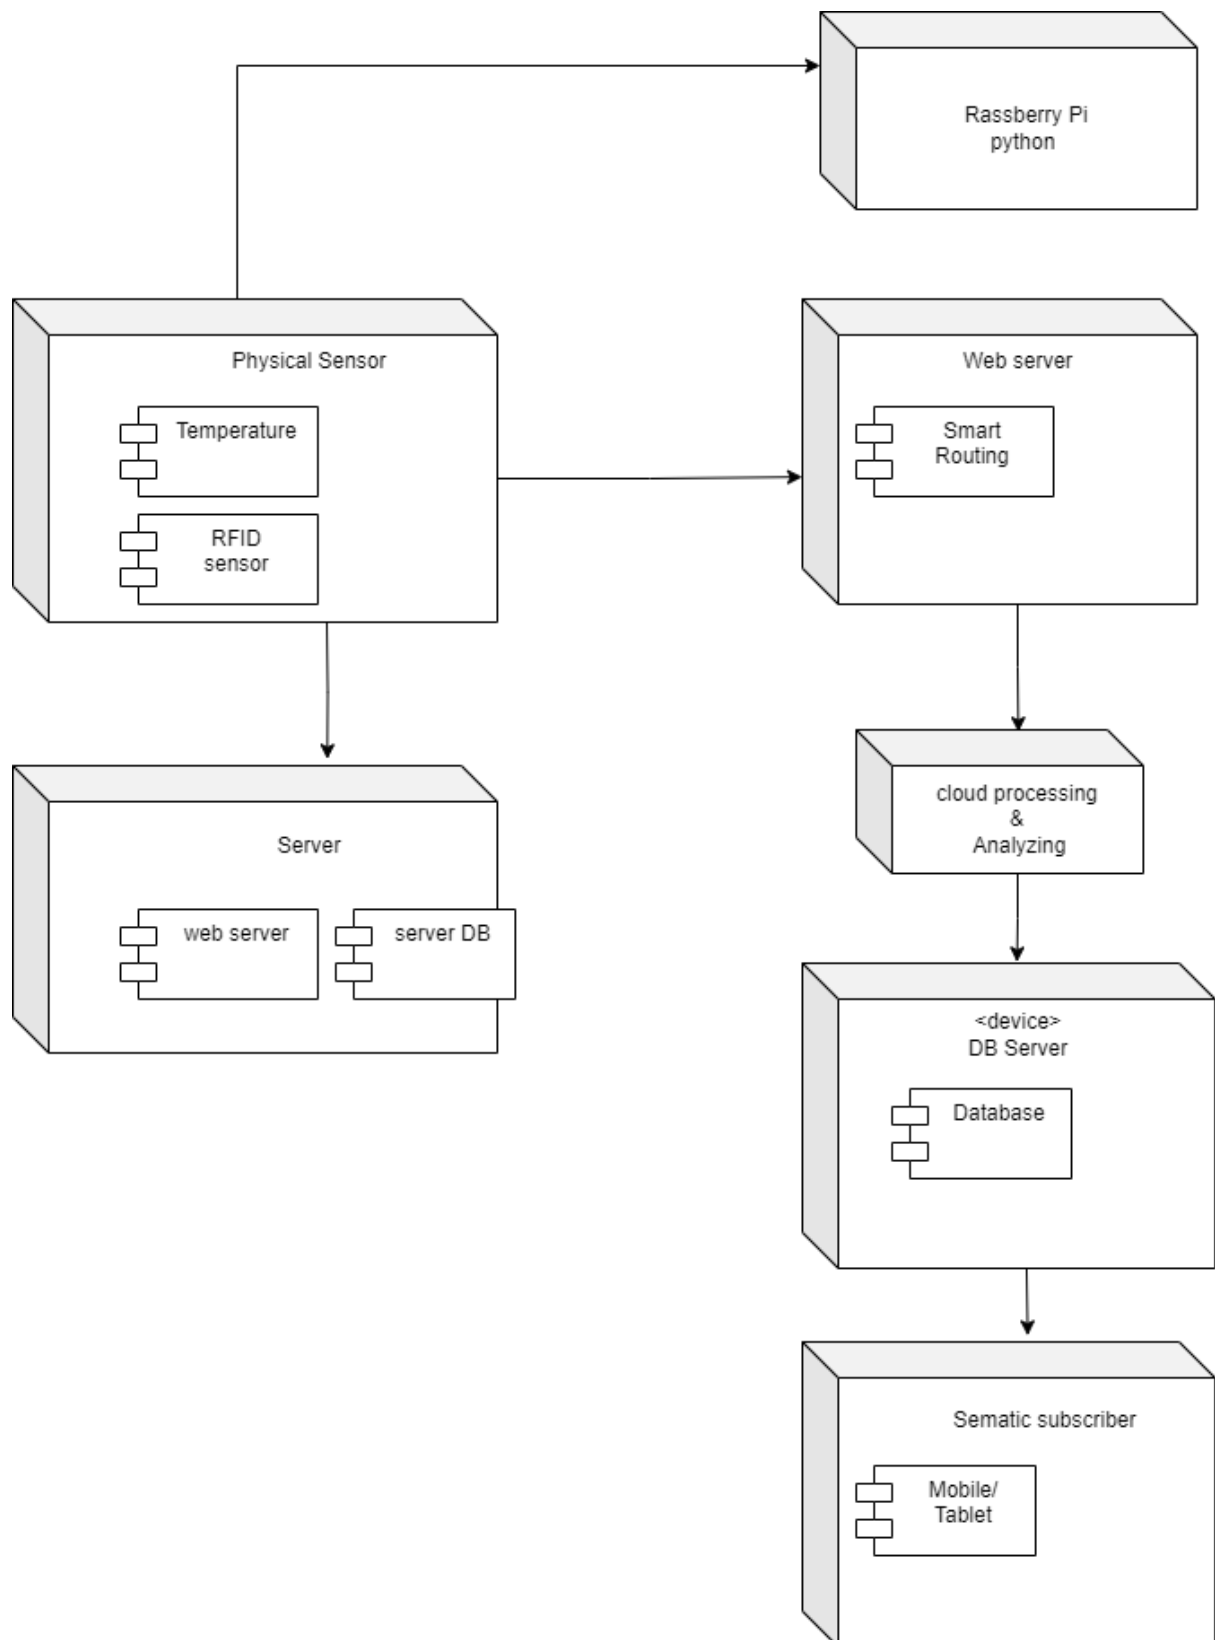 Rassberry Pi
python
Physical Sensor
Temperature
RFID
sensor
Web server
Smart
Routing
Server
web server
server DB
cloud processing
&
Analyzing
<device>
DB Server
Database
Sematic subscriber
Mobile/
Tablet